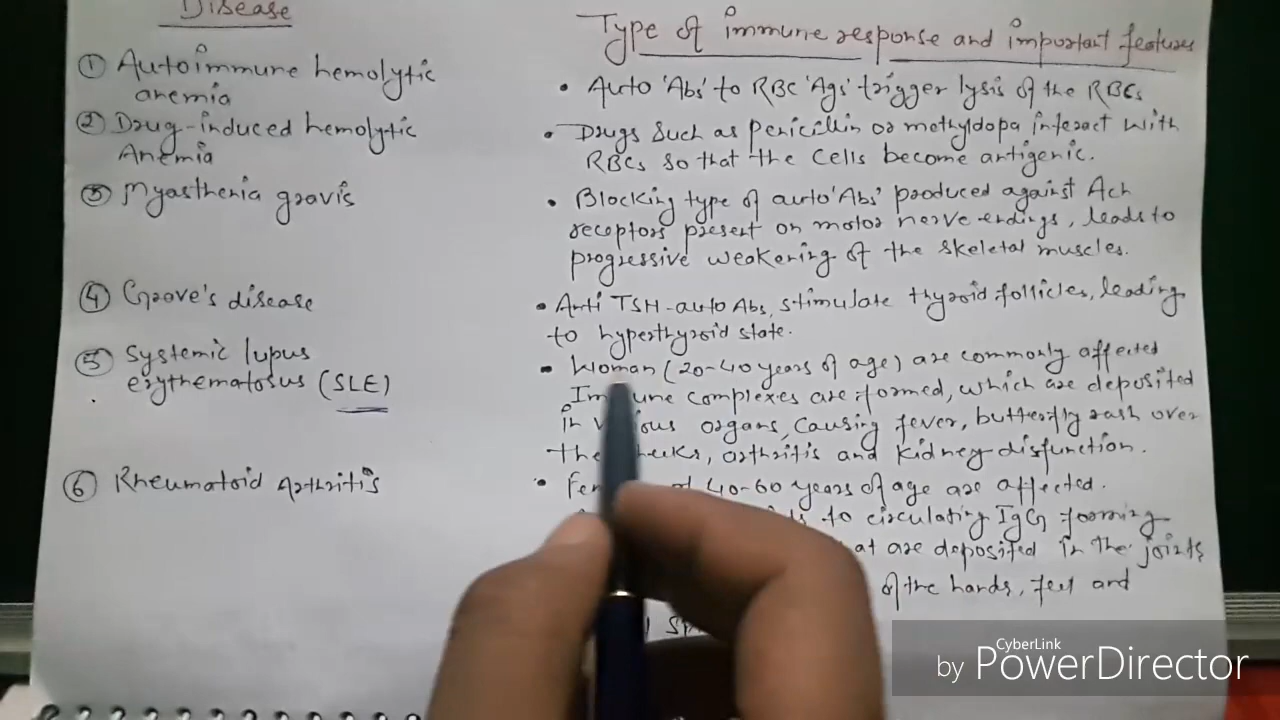 Disease
Type of immune response and important features
① Autoimmune hemolytic
anemia
• Auto 'Abs' to RBC 'Ags' trigger lysis of the RBCs
② Drug-induced hemolytic
Anemia
• Drugs such as penicillin or methyldopa interact with
RBCs so that the cells become antigenic.
③ Myasthenia gravis
• Blocking type of auto 'Abs' produced against Ach
receptors present on motor nerve endings, leads to
progressive weakening of the skeletal muscles.
④ Grave's disease
• Anti TSH-auto Abs, stimulate thyroid follicles, leading
to hyperthyroid state.
⑤ Systemic lupus
erythematosus (SLE)
• Woman (20-40 years of age) are commonly affected
complexes are formed, which are deposited
in organs, causing fever, butterfly rash over
the arthritis and kidney disfunction.
⑥ Rheumatoid Arthritis
• 40-60 years of age are affected.
to circulating IgG forming
are deposited in the joints
of the hands, feet and
CyberLink
by PowerDirector